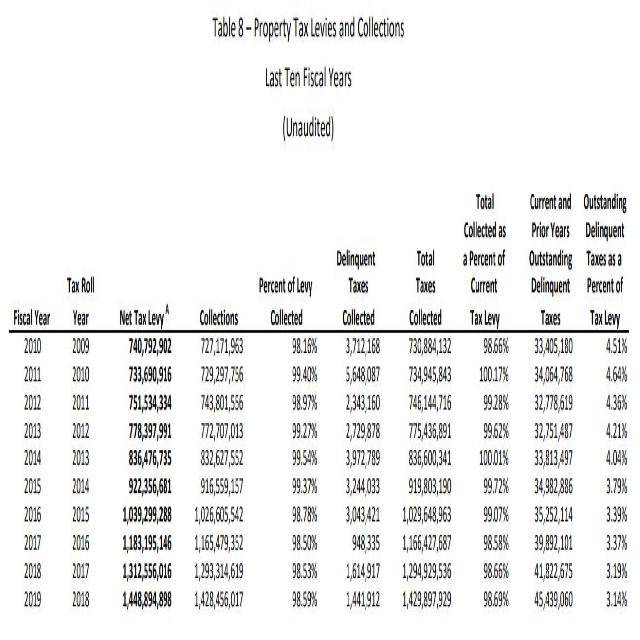 Table 8 – Property Tax Levies and Collections
Last Ten Fiscal Years
(Unaudited)
Total Current and Outstanding
Collected as Prior Years Delinquent
Delinquent Total a Percent of Outstanding Taxes as a
Tax Roll Percent of Levy Taxes Taxes Current Delinquent Percent of
Fiscal Year Year Net Tax Levy A Collections Collected Collected Collected Tax Levy Taxes Tax Levy
2010 2009 740,792,902 727,171,963 98.16% 3,712,168 730,884,132 98.66% 33,405,180 4.51%
2011 2010 733,690,916 729,297,756 99.40% 5,648,087 734,945,843 100.17% 34,064,768 4.64%
2012 2011 751,534,334 743,801,556 98.97% 2,343,160 746,144,716 99.28% 32,778,619 4.36%
2013 2012 778,397,991 772,707,013 99.27% 2,729,878 775,436,891 99.62% 32,751,487 4.21%
2014 2013 836,476,735 832,627,552 99.54% 3,972,789 836,600,341 100.01% 33,813,497 4.04%
2015 2014 922,356,681 916,559,157 99.37% 3,244,033 919,803,190 99.72% 34,982,886 3.79%
2016 2015 1,039,299,288 1,026,605,542 98.78% 3,043,421 1,029,648,963 99.07% 35,252,114 3.39%
2017 2016 1,183,195,146 1,165,479,352 98.50% 948,335 1,166,427,687 98.58% 39,892,101 3.37%
2018 2017 1,312,556,016 1,293,314,619 98.53% 1,614,917 1,294,929,536 98.66% 41,822,675 3.19%
2019 2018 1,448,894,898 1,428,456,017 98.59% 1,441,912 1,429,897,929 98.69% 45,439,060 3.14%